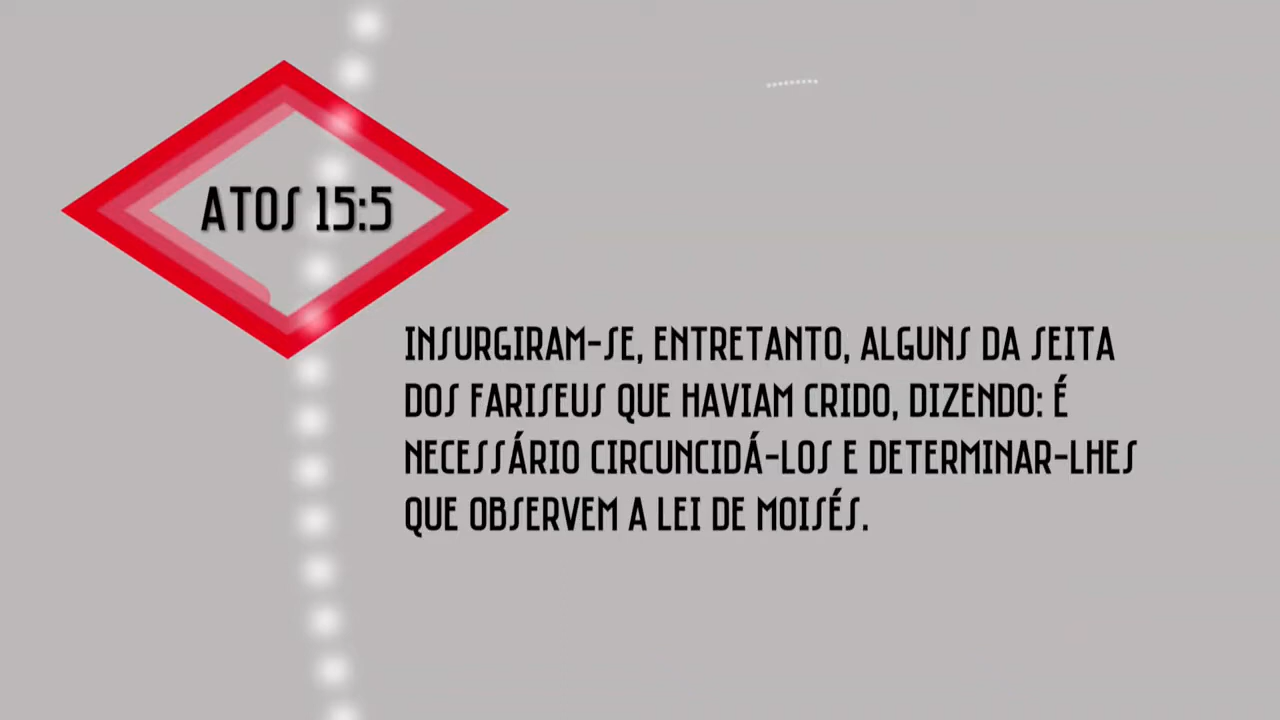 ATOS 15:5
INSURGIRAM-SE, ENTRETANTO, ALGUNS DA SEITA
DOS FARISEUS QUE HAVIAM CRIDO, DIZENDO: É
NECESSÁRIO CIRCUNCIDÁ-LOS E DETERMINAR-LHES
QUE OBSERVEM A LEI DE MOISÉS.